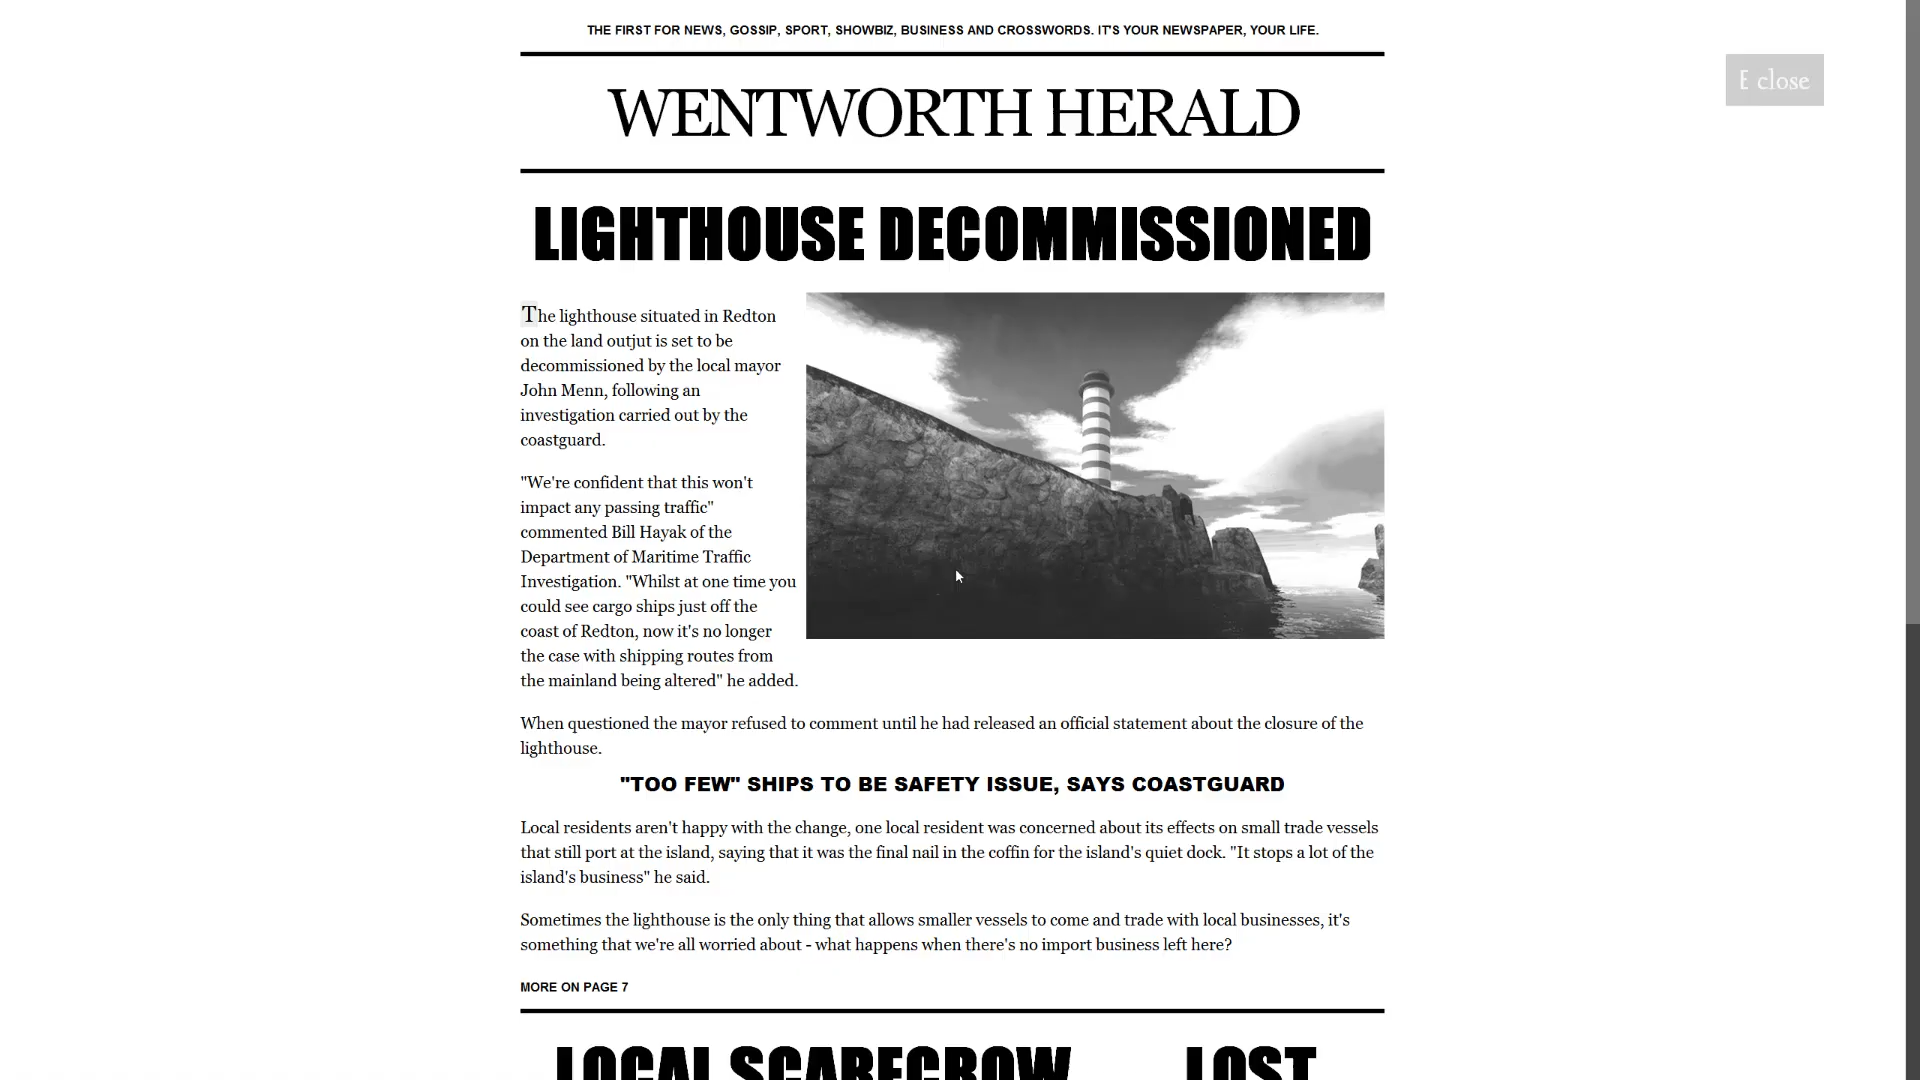 THE FIRST FOR NEWS, GOSSIP, SPORT, SHOWBIZ, BUSINESS AND CROSSWORDS. IT'S YOUR NEWSPAPER, YOUR LIFE.
E close
WENTWORTH HERALD
LIGHTHOUSE DECOMMISSIONED
The lighthouse situated in Redton
on the land outjut is set to be
decommissioned by the local mayor
John Menn, following an
investigation carried out by the
coastguard.
"We're confident that this won't
impact any passing traffic"
commented Bill Hayak of the
Department of Maritime Traffic
Investigation. "Whilst at one time you
could see cargo ships just off the
coast of Redton, now it's no longer
the case with shipping routes from
the mainland being altered" he added.
When questioned the mayor refused to comment until he had released an official statement about the closure of the
lighthouse.
"TOO FEW" SHIPS TO BE SAFETY ISSUE, SAYS COASTGUARD
Local residents aren't happy with the change, one local resident was concerned about its effects on small trade vessels
that still port at the island, saying that it was the final nail in the coffin for the island's quiet dock. "It stops a lot of the
island's business" he said.
Sometimes the lighthouse is the only thing that allows smaller vessels to come and trade with local businesses, it's
something that we're all worried about - what happens when there's no import business left here?
MORE ON PAGE 7
LOCAL SCARECROW
LOST